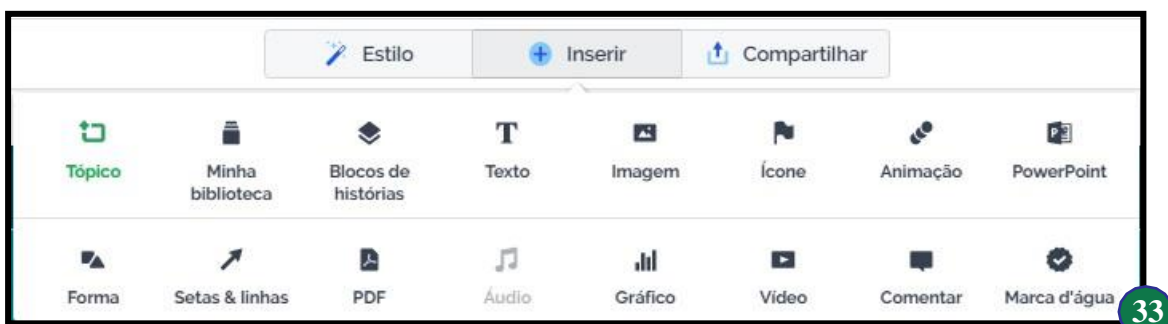 Estilo Inserir Compartilhar
Tópico Minha biblioteca Blocos de histórias Texto Imagem Ícone Animação PowerPoint
Forma Setas & linhas PDF Áudio Gráfico Vídeo Comentar Marca d'água
33